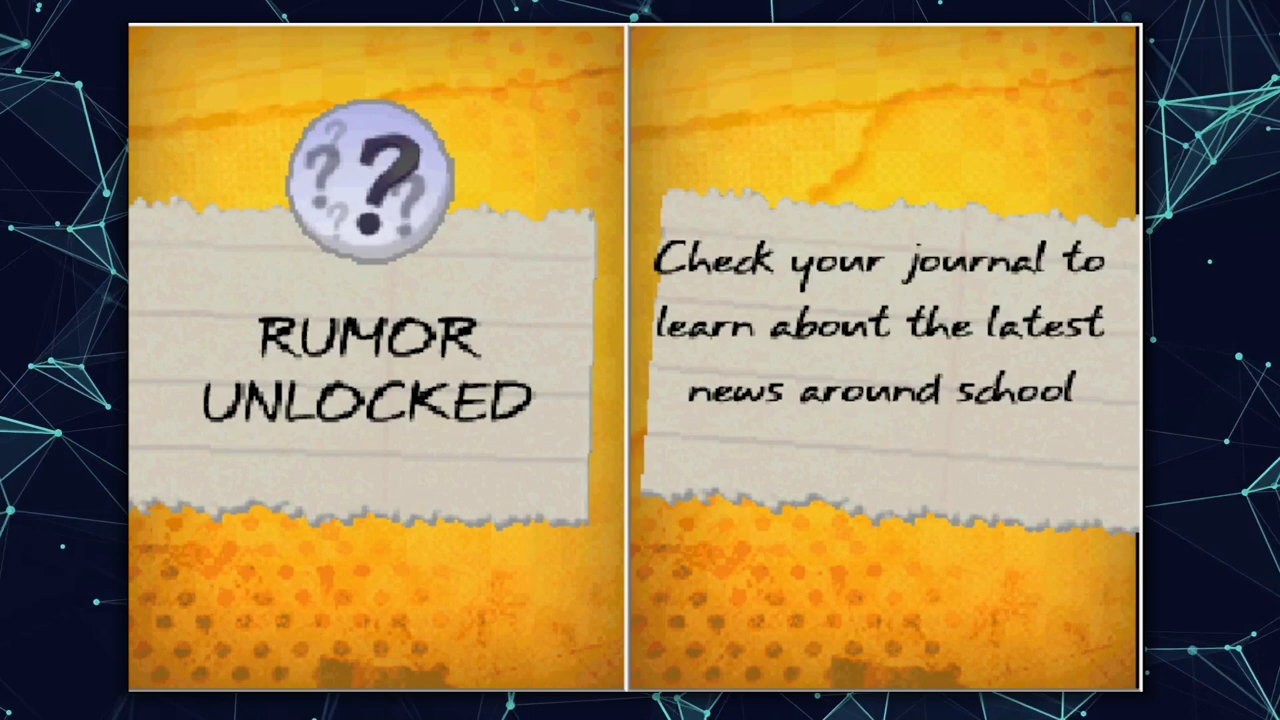 RUMOR
UNLOCKED
Check your journal to
learn about the latest
news around school